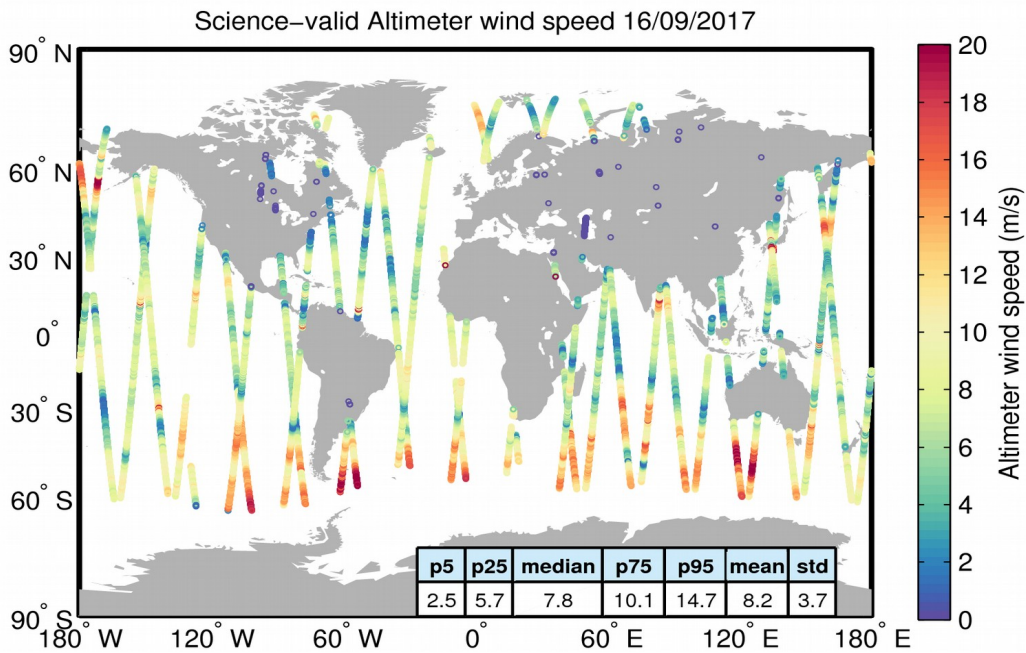 Science−valid Altimeter wind speed 16/09/2017
90° N
60° N
30° N
0°
30° S
60° S
90° S
180° W
120° W
60° W
0°
60° E
120° E
180° E
p5 p25 median p75 p95 mean std
2.5 5.7 7.8 10.1 14.7 8.2 3.7
20
18
16
14
12
10
8
6
4
2
0
Altimeter wind speed (m/s)